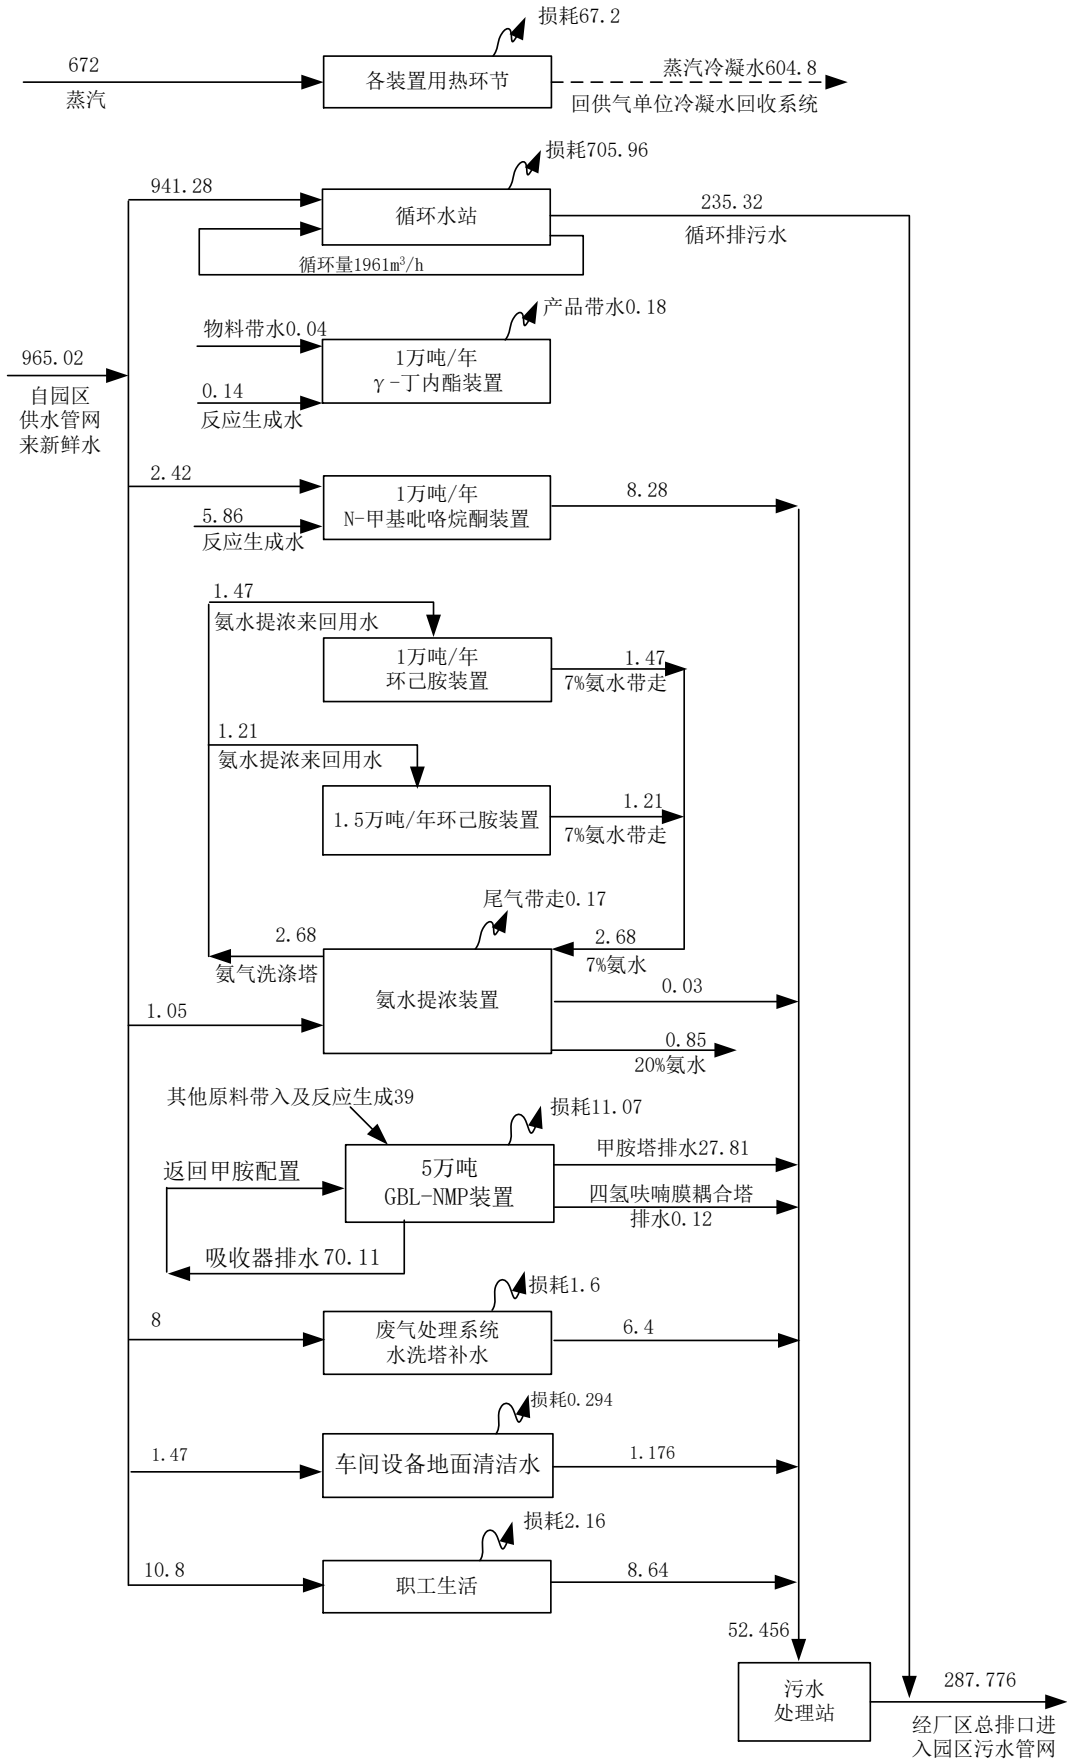 损耗67.2
672
蒸汽
各装置用热环节
蒸汽冷凝水604.8
回供气单位冷凝水回收系统
损耗705.96
941.28
循环水站
235.32
循环排污水
循环量1961m³/h
产品带水0.18
物料带水0.04
1万吨/年
γ-丁内酯装置
0.14
反应生成水
965.02
自园区
供水管网
来新鲜水
2.42
1万吨/年
N-甲基吡咯烷酮装置
8.28
5.86
反应生成水
1.47
氨水提浓来回用水
1万吨/年
环己胺装置
1.47
7%氨水带走
1.21
氨水提浓来回用水
1.5万吨/年环己胺装置
1.21
7%氨水带走
尾气带走0.17
2.68
氨气洗涤塔
2.68
7%氨水
氨水提浓装置
0.03
1.05
0.85
20%氨水
其他原料带入及反应生成39
损耗11.07
5万吨
GBL-NMP装置
甲胺塔排水27.81
返回甲胺配置
四氢呋喃膜耦合塔
排水0.12
吸收器排水70.11
损耗1.6
8
废气处理系统
水洗塔补水
6.4
损耗0.294
1.47
车间设备地面清洁水
1.176
损耗2.16
10.8
职工生活
8.64
52.456
污水
处理站
287.776
经厂区总排口进
入园区污水管网